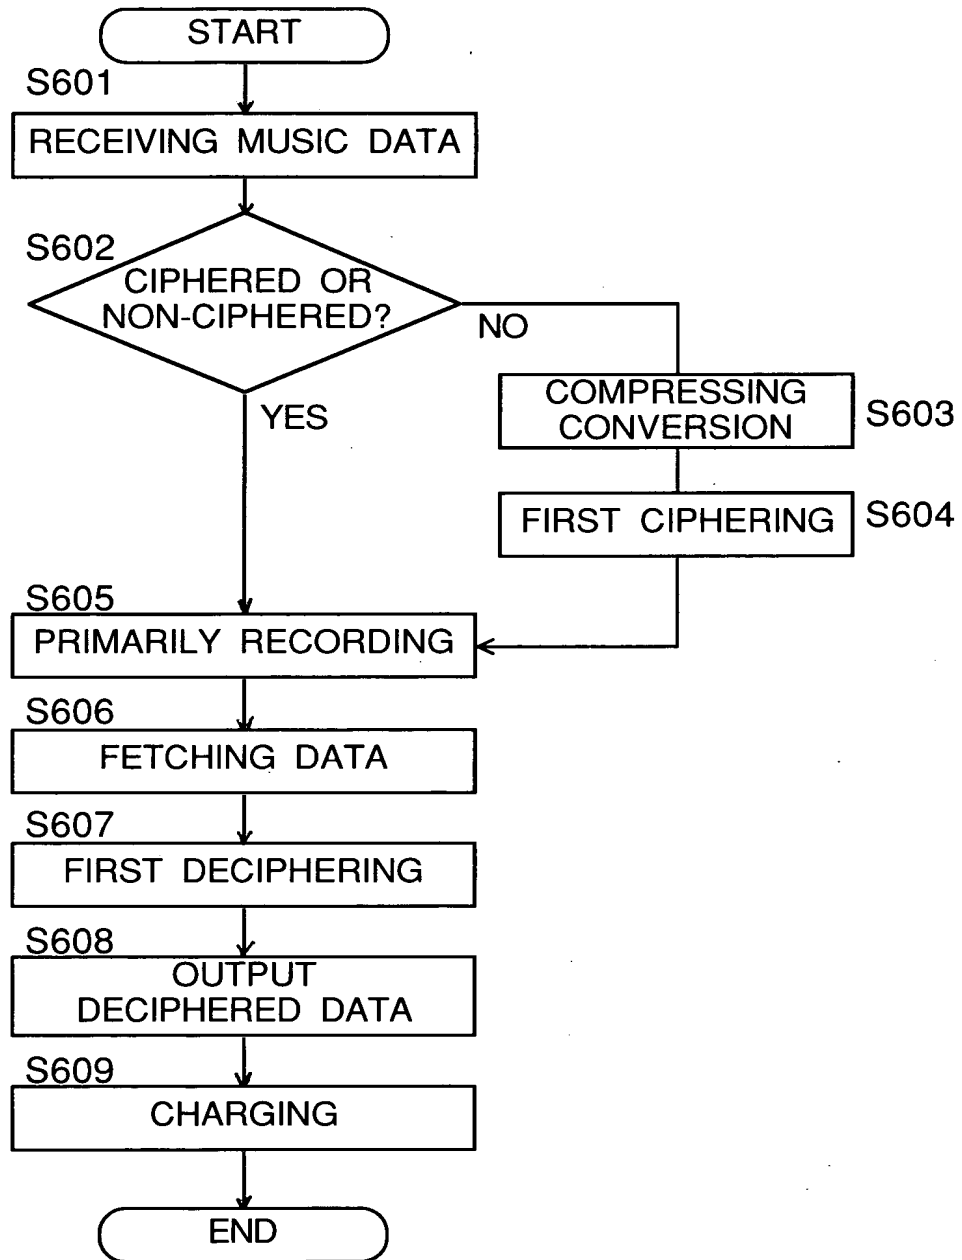 START
S601
RECEIVING MUSIC DATA
S602
CIPHERED OR
NON-CIPHERED?
NO
YES
COMPRESSING
CONVERSION
S603
FIRST CIPHERING
S604
S605
PRIMARILY RECORDING
S606
FETCHING DATA
S607
FIRST DECIPHERING
S608
OUTPUT
DECIPHERED DATA
S609
CHARGING
END